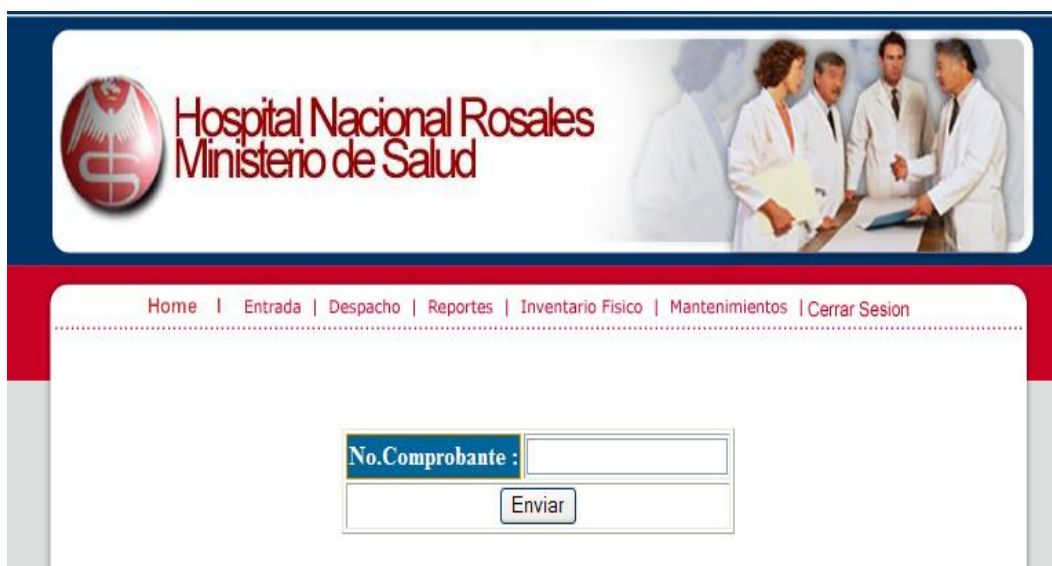 Hospital Nacional Rosales
Ministerio de Salud
Home | Entrada | Despacho | Reportes | Inventario Fisico | Mantenimientos | Cerrar Sesion
No.Comprobante :
Enviar